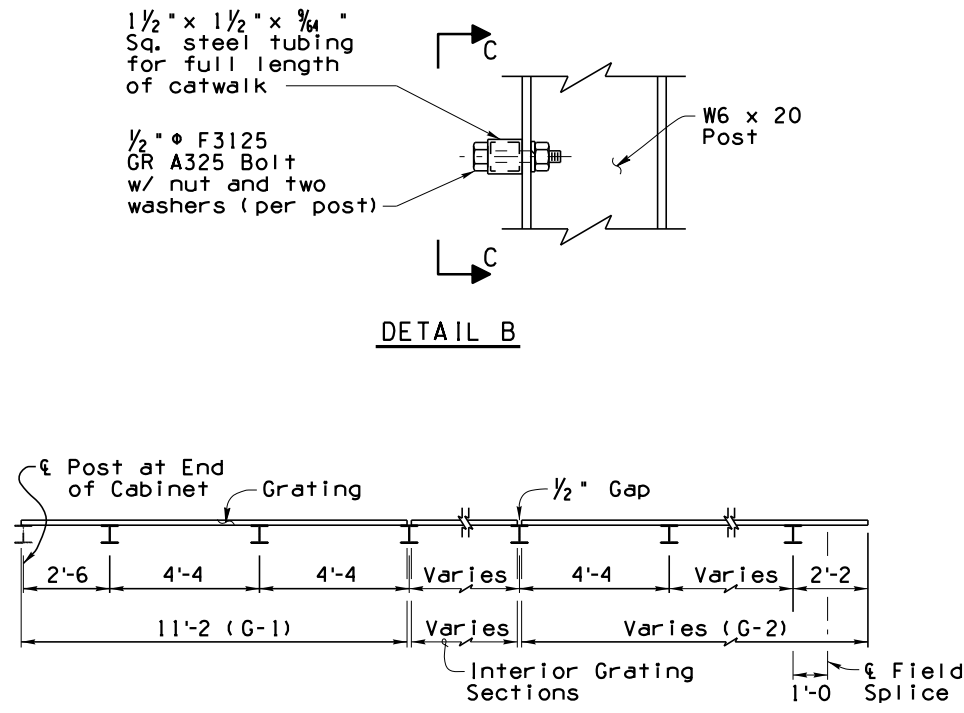 1½" x 1½" x 9⁄64 "
Sq. steel tubing
for full length
of catwalk
½" Φ F3125
GR A325 Bolt
w/ nut and two
washers (per post)
C
C
W6 x 20
Post
DETAIL B
℄ Post at End
of Cabinet
Grating
½" Gap
2'-6
4'-4
4'-4
Varies
4'-4
Varies
2'-2
11'-2 (G-1)
Varies
Varies (G-2)
Interior Grating
Sections
1'-0
℄ Field
Splice